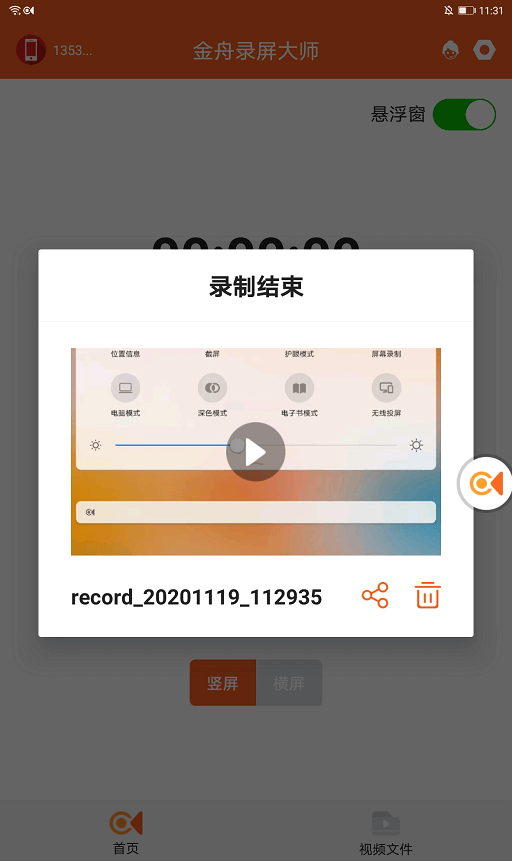 11:31
1353...
金舟录屏大师
悬浮窗
录制结束
位置信息 截屏 护眼模式 屏幕录制
电脑模式 深色模式 电子书模式 无线投屏
record_20201119_112935
竖屏 横屏
首页 视频文件